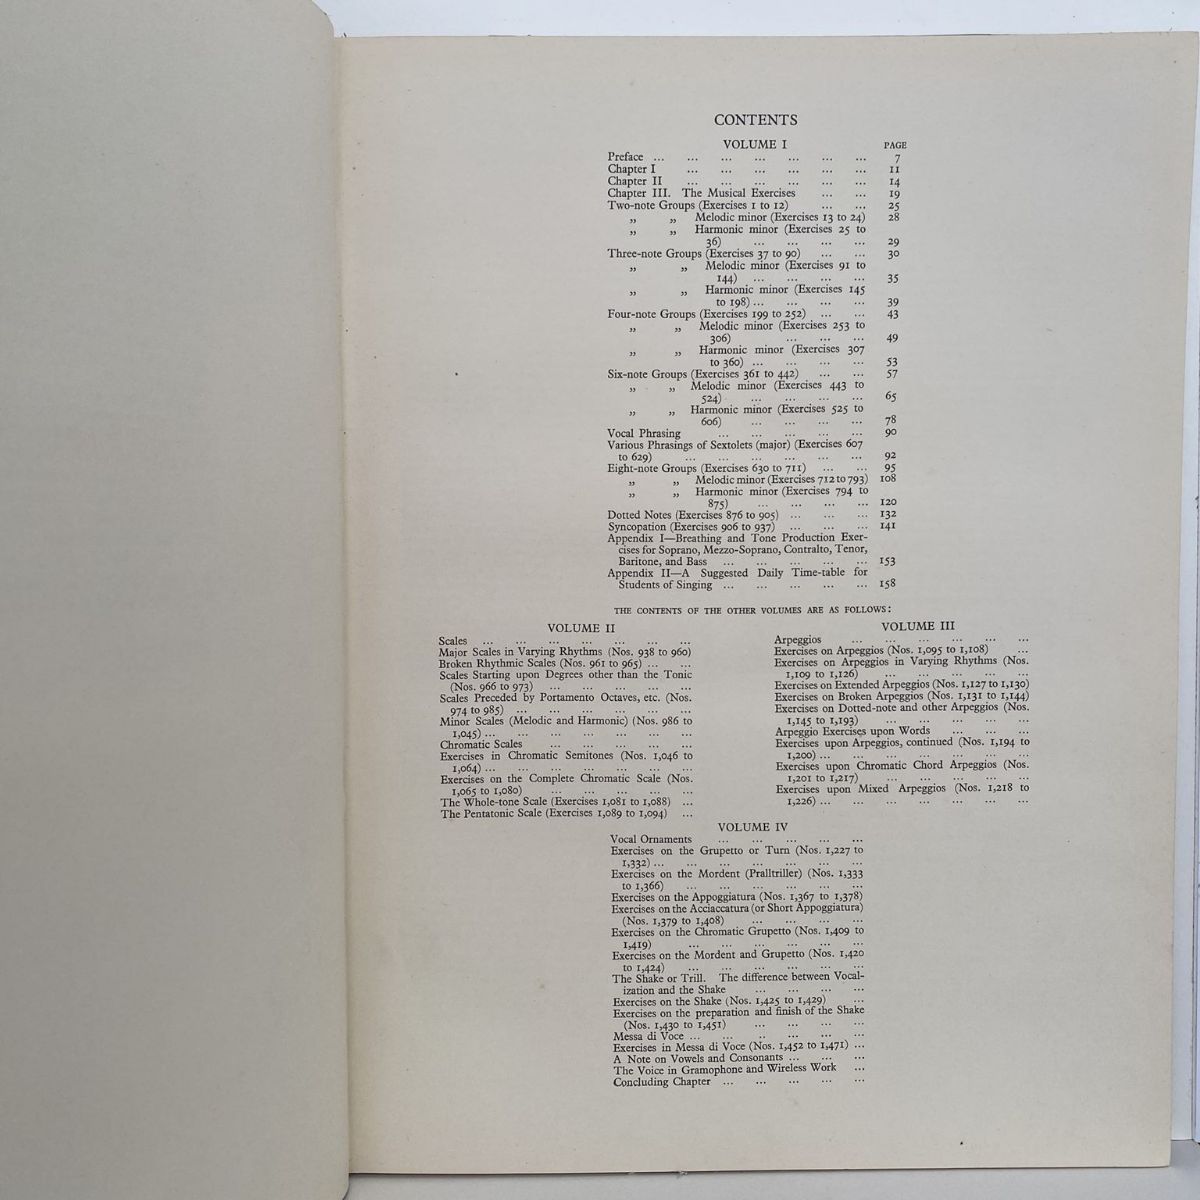 CONTENTS
VOLUME I PAGE
Preface ... ... ... ... ... ... ... 7
Chapter I ... ... ... ... ... ... 11
Chapter II ... ... ... ... ... ... 14
Chapter III. The Musical Exercises ... ... 19
Two-note Groups (Exercises 1 to 12) ... ... 25
„ „ Melodic minor (Exercises 13 to 24) 28
„ „ Harmonic minor (Exercises 25 to
36) ... ... ... ... 29
Three-note Groups (Exercises 37 to 90) ... ... 30
„ „ Melodic minor (Exercises 91 to
144) ... ... ... ... 35
„ „ Harmonic minor (Exercises 145
to 198) ... ... ... ... 39
Four-note Groups (Exercises 199 to 252) ... ... 43
„ „ Melodic minor (Exercises 253 to
306) ... ... ... 49
„ „ Harmonic minor (Exercises 307
to 360) ... ... ... ... 53
Six-note Groups (Exercises 361 to 442) ... ... 57
„ „ Melodic minor (Exercises 443 to
524) ... ... ... ... 65
„ „ Harmonic minor (Exercises 525 to
606) ... ... ... ... 78
Vocal Phrasing ... ... ... ... ... 90
Various Phrasings of Sextolets (major) (Exercises 607
to 629) ... ... ... ... ... ... 92
Eight-note Groups (Exercises 630 to 711) ... ... 95
„ „ Melodic minor (Exercises 712 to 793) 108
„ „ Harmonic minor (Exercises 794 to
875) ... ... ... ... 120
Dotted Notes (Exercises 876 to 905) ... ... ... 132
Syncopation (Exercises 906 to 937) ... ... ... 141
Appendix I—Breathing and Tone Production Exer-
cises for Soprano, Mezzo-Soprano, Contralto, Tenor,
Baritone, and Bass ... ... ... ... ... 153
Appendix II—A Suggested Daily Time-table for
Students of Singing ... ... ... ... ... 158
THE CONTENTS OF THE OTHER VOLUMES ARE AS FOLLOWS:
VOLUME II
Scales ... ... ... ... ... ... ...
Major Scales in Varying Rhythms (Nos. 938 to 960)
Broken Rhythmic Scales (Nos. 961 to 965) ... ...
Scales Starting upon Degrees other than the Tonic
(Nos. 966 to 973) ... ... ... ... ...
Scales Preceded by Portamento Octaves, etc. (Nos.
974 to 985) ... ... ... ... ... ...
Minor Scales (Melodic and Harmonic) (Nos. 986 to
1,045) ... ... ... ... ... ... ...
Chromatic Scales ... ... ... ... ...
Exercises in Chromatic Semitones (Nos. 1,046 to
1,064) ... ... ... ... ... ... ...
Exercises on the Complete Chromatic Scale (Nos.
1,065 to 1,080) ... ... ... ... ...
The Whole-tone Scale (Exercises 1,081 to 1,088) ...
The Pentatonic Scale (Exercises 1,089 to 1,094) ...
VOLUME III
Arpeggios ... ... ... ... ... ...
Exercises on Arpeggios (Nos. 1,095 to 1,108) ...
Exercises on Arpeggios in Varying Rhythms (Nos.
1,109 to 1,126) ... ... ... ... ...
Exercises on Extended Arpeggios (Nos. 1,127 to 1,130)
Exercises on Broken Arpeggios (Nos. 1,131 to 1,144)
Exercises on Dotted-note and other Arpeggios (Nos.
1,145 to 1,193) ... ... ... ... ...
Arpeggio Exercises upon Words ... ... ...
Exercises upon Arpeggios, continued (Nos. 1,194 to
1,200) ... ... ... ... ... ... ...
Exercises upon Chromatic Chord Arpeggios (Nos.
1,201 to 1,217) ... ... ... ... ...
Exercises upon Mixed Arpeggios (Nos. 1,218 to
1,226) ... ... ... ... ... ... ...
VOLUME IV
Vocal Ornaments ... ... ... ... ...
Exercises on the Grupetto or Turn (Nos. 1,227 to
1,332) ... ... ... ... ... ... ...
Exercises on the Mordent (Pralltriller) (Nos. 1,333
to 1,366) ... ... ... ... ... ...
Exercises on the Appoggiatura (Nos. 1,367 to 1,378)
Exercises on the Acciaccatura (or Short Appoggiatura)
(Nos. 1,379 to 1,408) ... ... ... ...
Exercises on the Chromatic Grupetto (Nos. 1,409 to
1,419) ... ... ... ... ... ...
Exercises on the Mordent and Grupetto (Nos. 1,420
to 1,424) ... ... ... ... ... ...
The Shake or Trill. The difference between Vocal-
ization and the Shake ... ... ... ...
Exercises on the Shake (Nos. 1,425 to 1,429) ...
Exercises on the preparation and finish of the Shake
(Nos. 1,430 to 1,451) ... ... ... ...
Messa di Voce ... ... .. ... ... ...
Exercises in Messa di Voce (Nos. 1,452 to 1,471) ...
A Note on Vowels and Consonants ... ... ...
The Voice in Gramophone and Wireless Work ...
Concluding Chapter ... ... ... ... ...